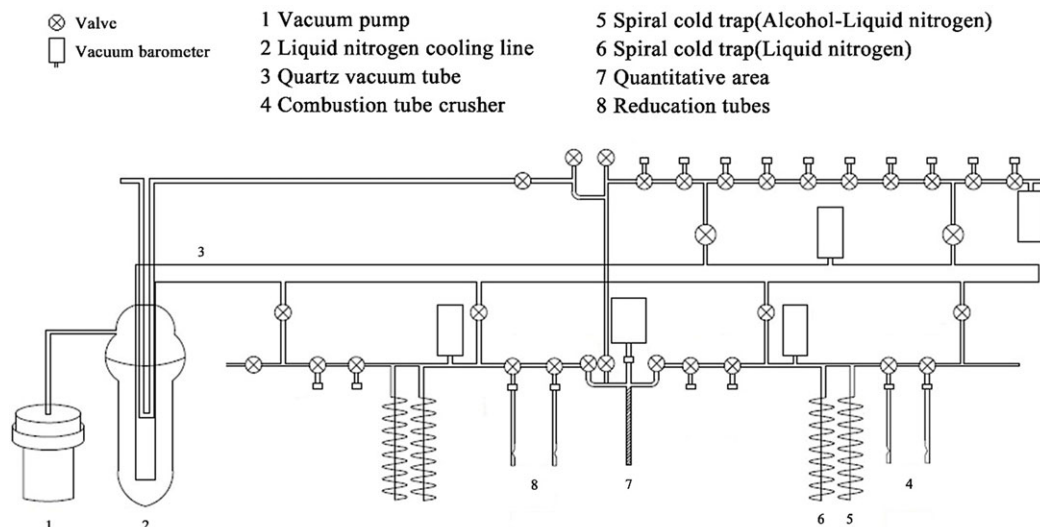 Valve
Vacuum barometer
1 Vacuum pump
2 Liquid nitrogen cooling line
3 Quartz vacuum tube
4 Combustion tube crusher
5 Spiral cold trap(Alcohol-Liquid nitrogen)
6 Spiral cold trap(Liquid nitrogen)
7 Quantitative area
8 Reducation tubes
3
8
7
6
5
4
1
2